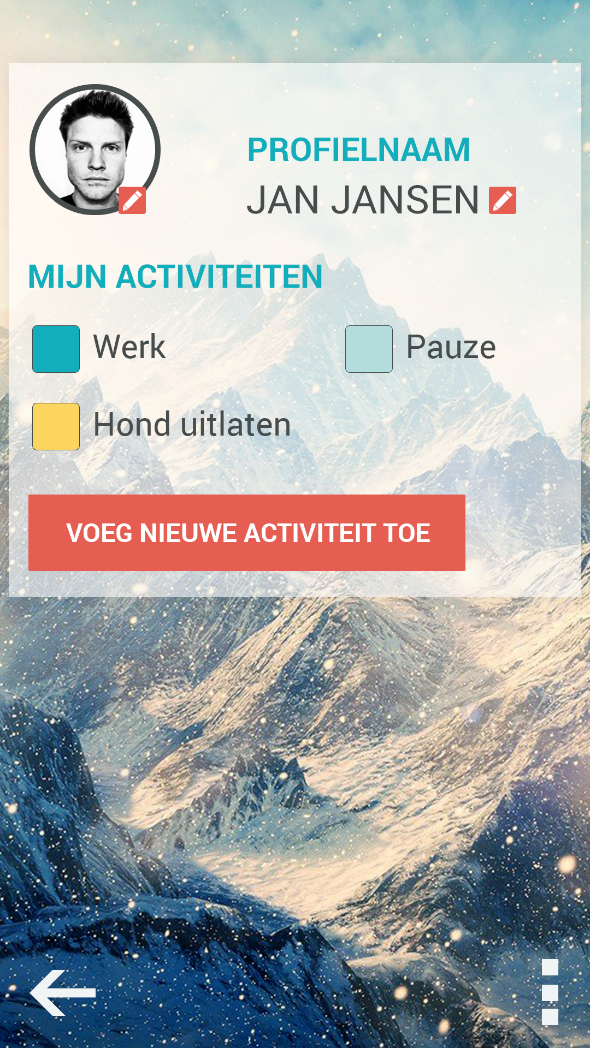 PROFIELNAAM
JAN JANSEN
MIJN ACTIVITEITEN
Werk
Pauze
Hond uitlaten
VOEG NIEUWE ACTIVITEIT TOE